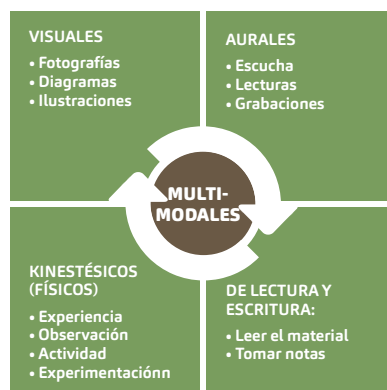 VISUALES
• Fotografías
• Diagramas
• Ilustraciones
AURALES
• Escucha
• Lecturas
• Grabaciones
MULTI-
MODALES
KINESTÉSICOS
(FÍSICOS)
• Experiencia
• Observación
• Actividad
• Experimentaciónn
DE LECTURA Y
ESCRITURA:
• Leer el material
• Tomar notas